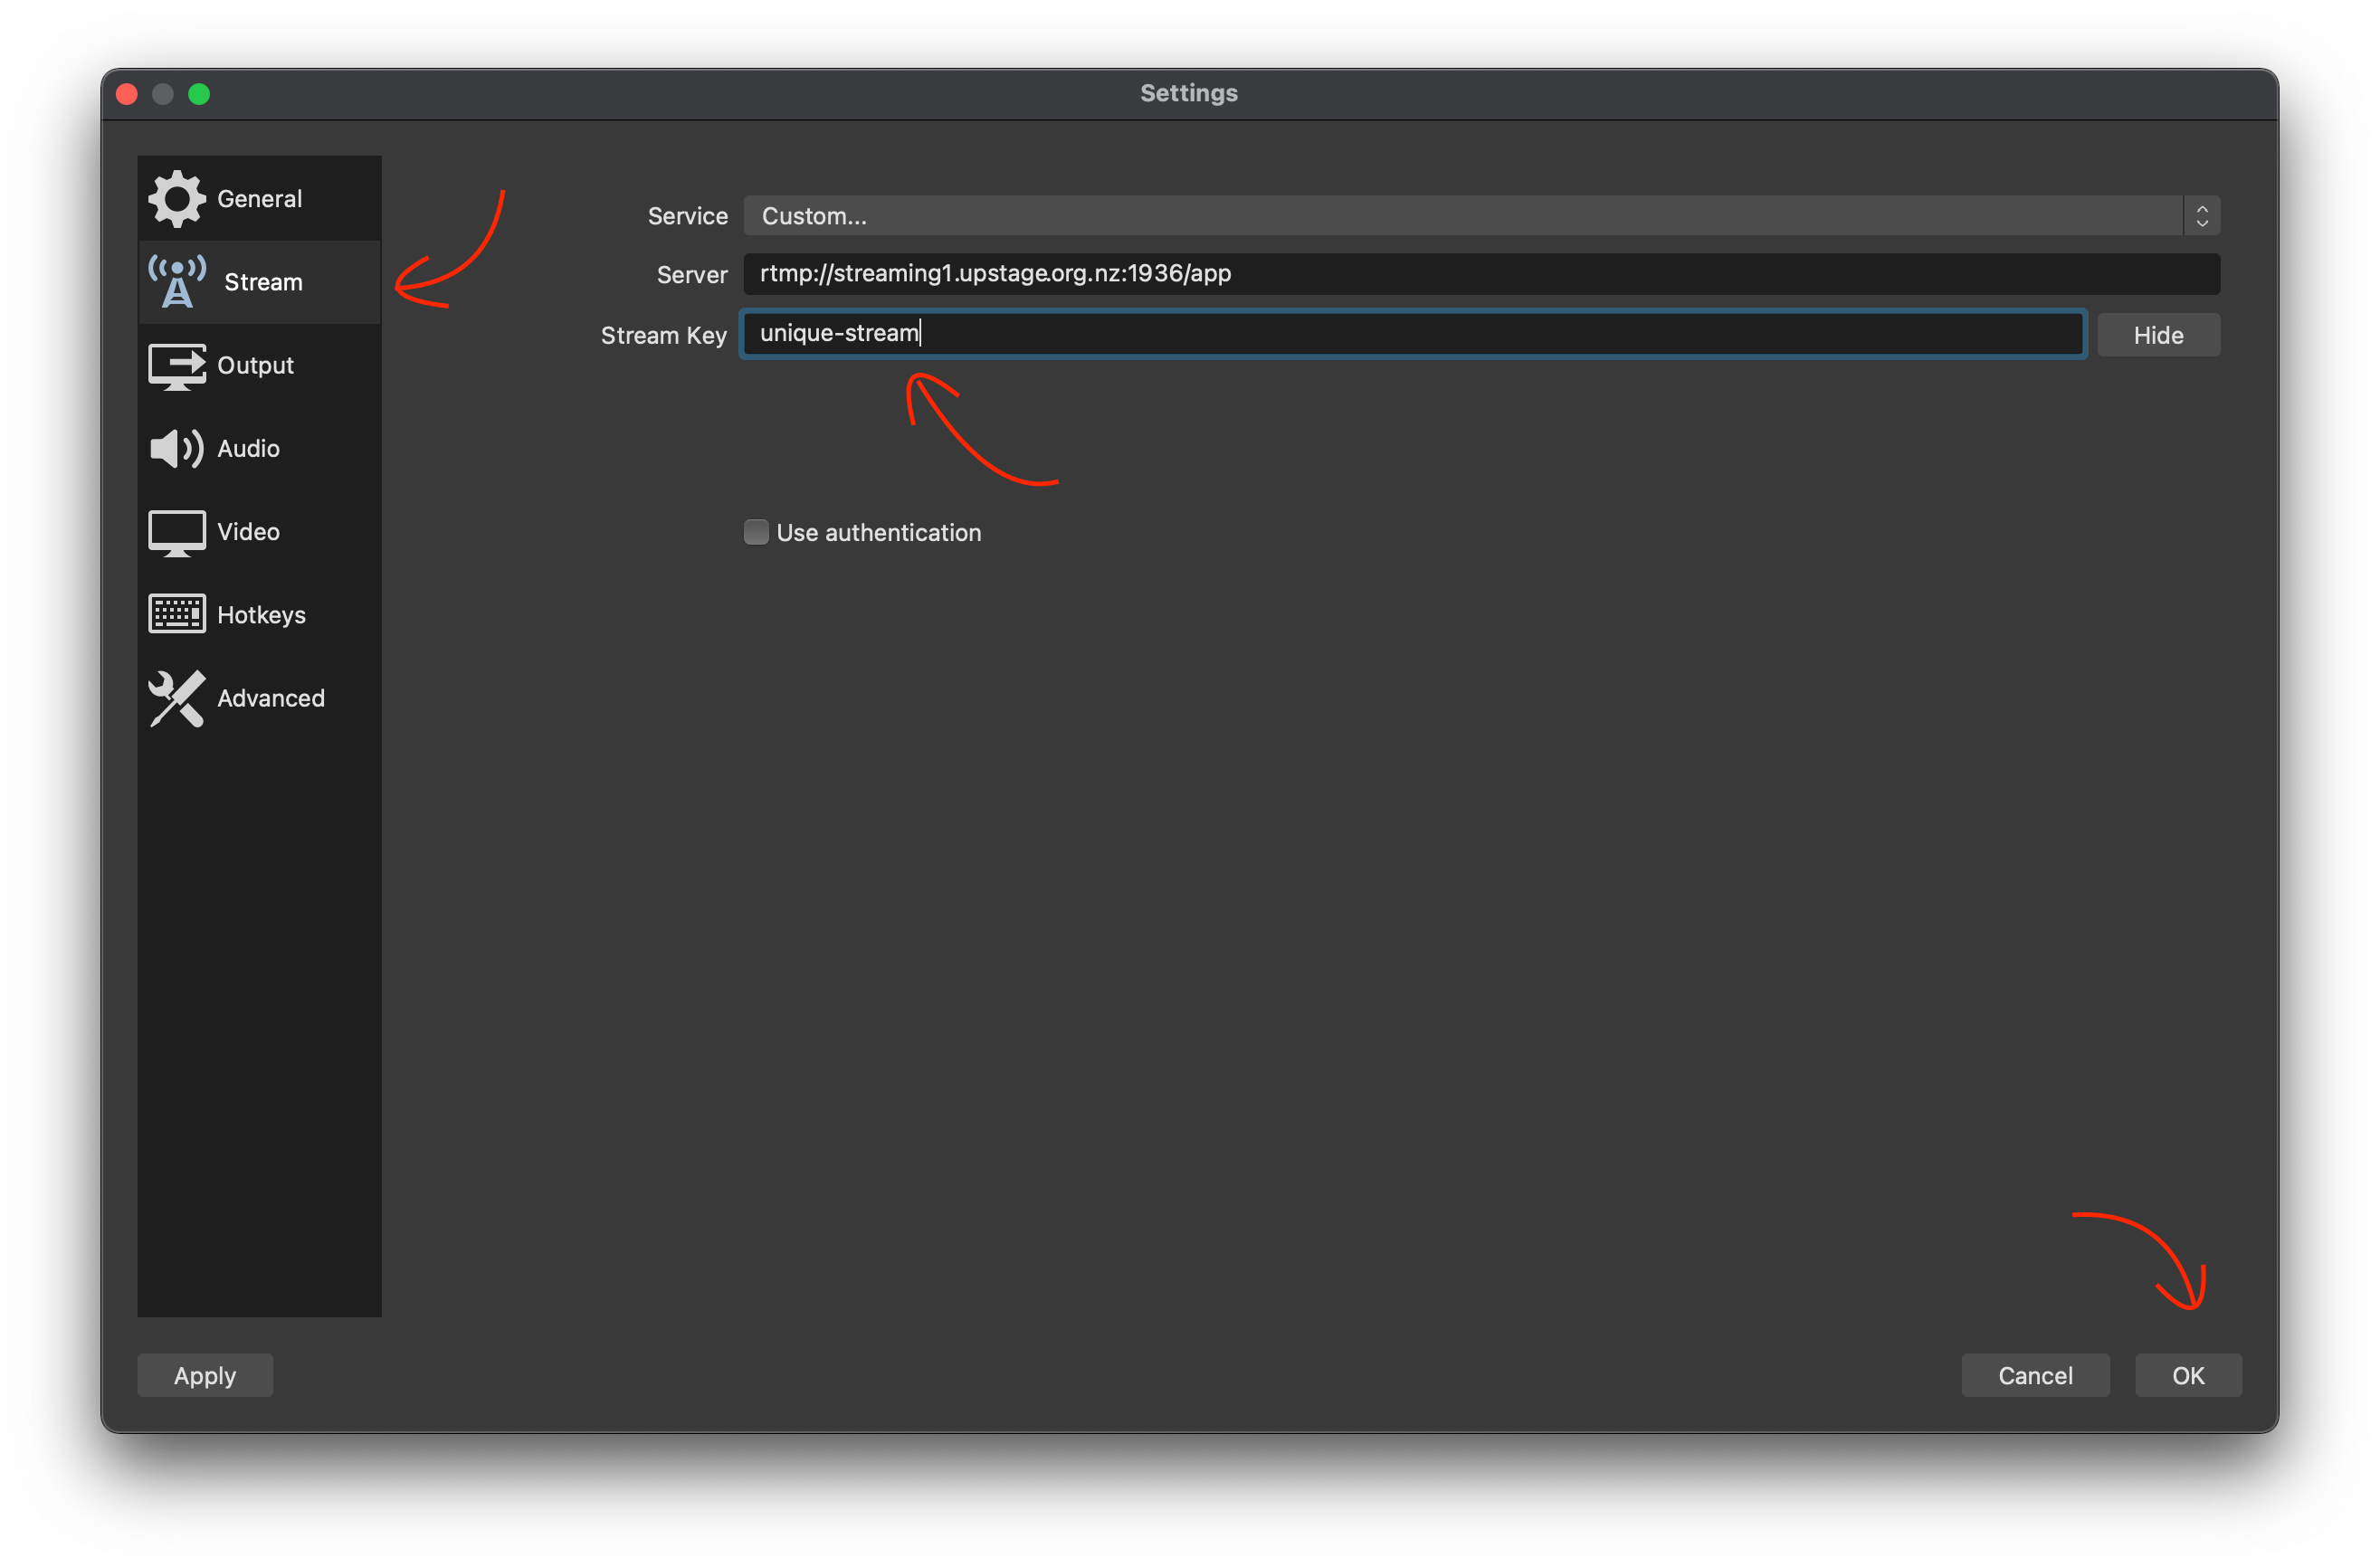 Settings
General
Stream
Output
Audio
Video
Hotkeys
Advanced
Service Custom...
Server rtmp://streaming1.upstage.org.nz:1936/app
Stream Key unique-stream Hide
Use authentication
Apply Cancel OK